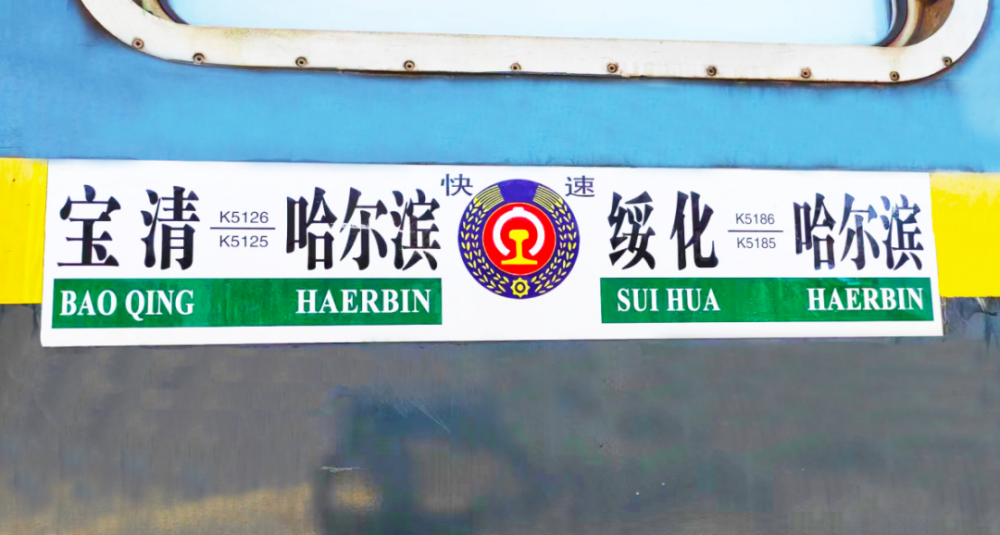 快速
宝清 K5126 哈尔滨
K5125
BAO QING HAERBIN
绥化 K5186 哈尔滨
K5185
SUI HUA HAERBIN